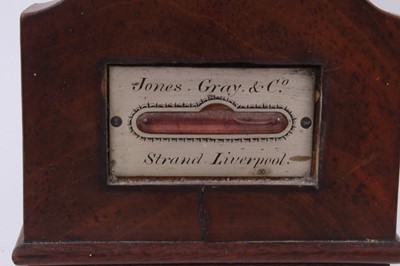 Jones. Gray. & Co.
Strand Liverpool.